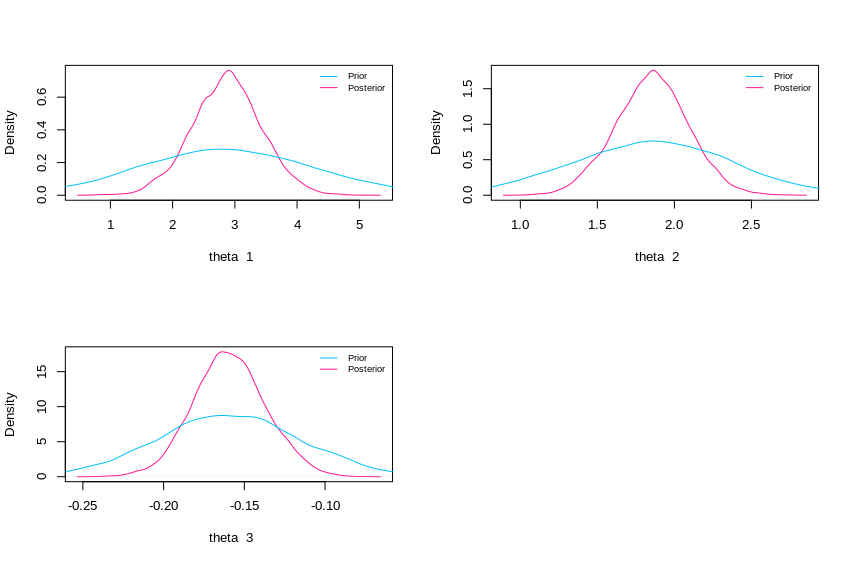 Density
0.0 0.2 0.4 0.6
Prior
Posterior
1 2 3 4 5
theta 1
Density
0.0 0.5 1.0 1.5
Prior
Posterior
1.0 1.5 2.0 2.5
theta 2
Density
0 5 10 15
Prior
Posterior
-0.25 -0.20 -0.15 -0.10
theta 3